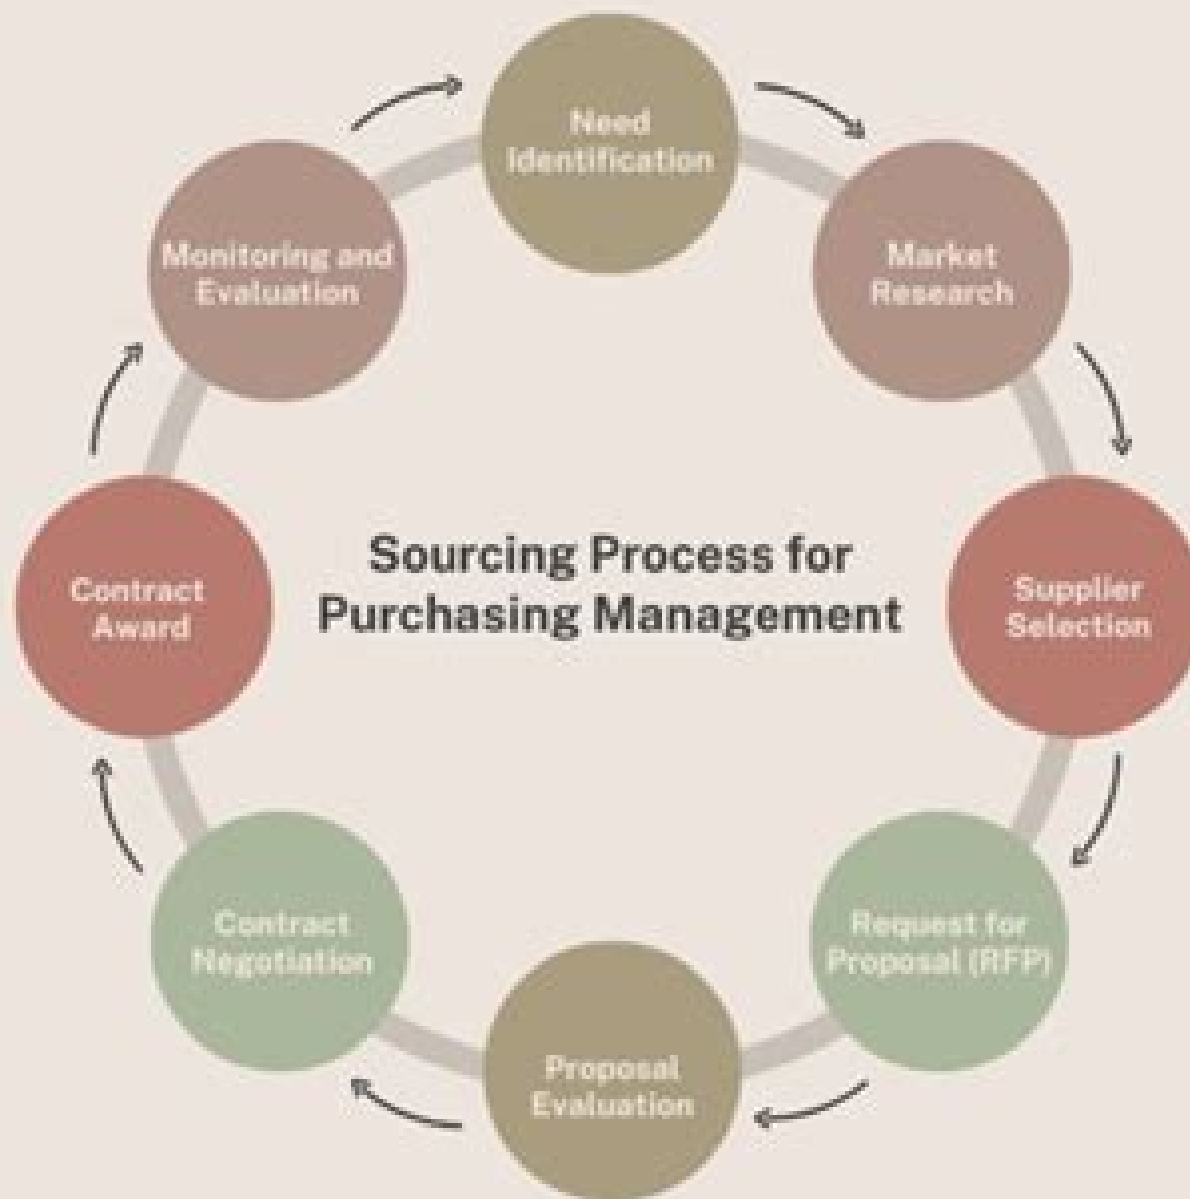 Need
Identification
Market
Research
Supplier
Selection
Request for
Proposal (RFP)
Proposal
Evaluation
Contract
Negotiation
Contract
Award
Monitoring and
Evaluation
Sourcing Process for
Purchasing Management